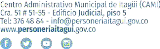 Centro Administrativo Municipal de Itagüí (CAMI)
Cra. 51 # 51-55 - Edificio Judicial, piso 5
Tel: 376 48 84 - info@personeriaitagui.gov.co
www.personeriaitagui.gov.co